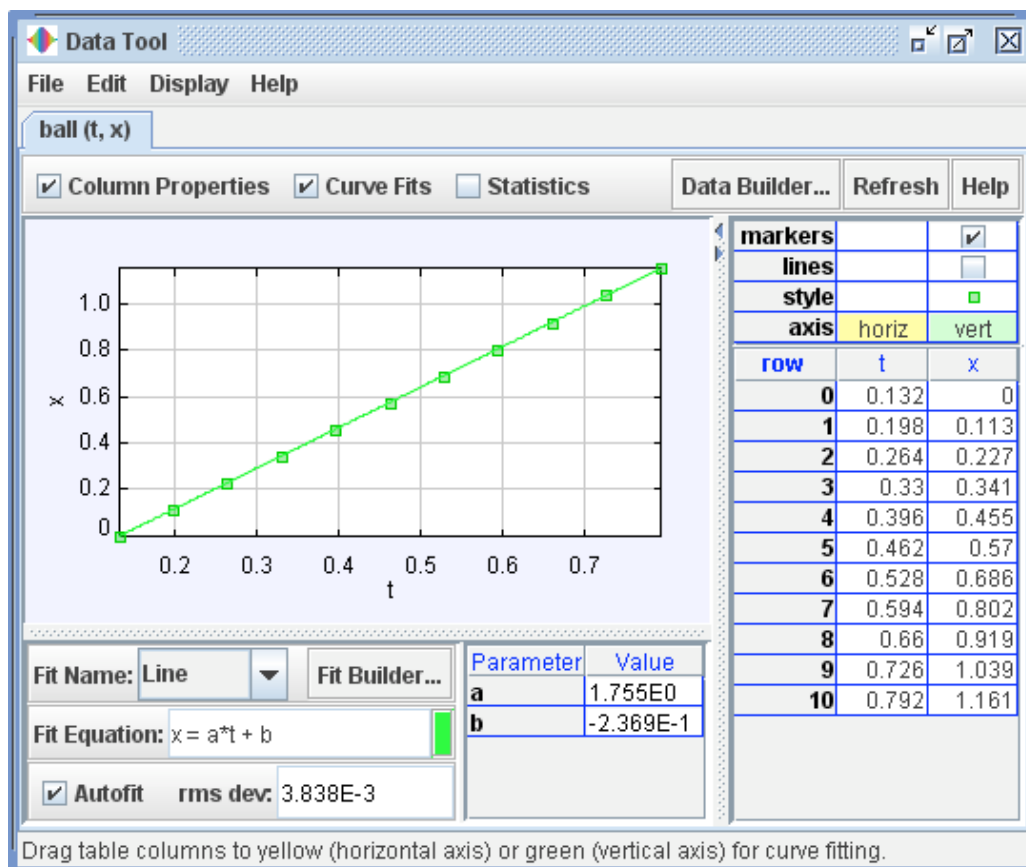 Data Tool
File Edit Display Help
ball (t, x)
Column Properties Curve Fits Statistics Data Builder... Refresh Help
markers
lines
style
axis horiz vert
row t x
0 0.132 0
1 0.198 0.113
2 0.264 0.227
3 0.33 0.341
4 0.396 0.455
5 0.462 0.57
6 0.528 0.686
7 0.594 0.802
8 0.66 0.919
9 0.726 1.039
10 0.792 1.161
1.0
0.8
x 0.6
0.4
0.2
0
0.2 0.3 0.4 0.5 0.6 0.7
t
Fit Name: Line Fit Builder...
Fit Equation: x = a*t + b
Autofit rms dev: 3.838E-3
Parameter Value
a 1.755E0
b -2.369E-1
Drag table columns to yellow (horizontal axis) or green (vertical axis) for curve fitting.